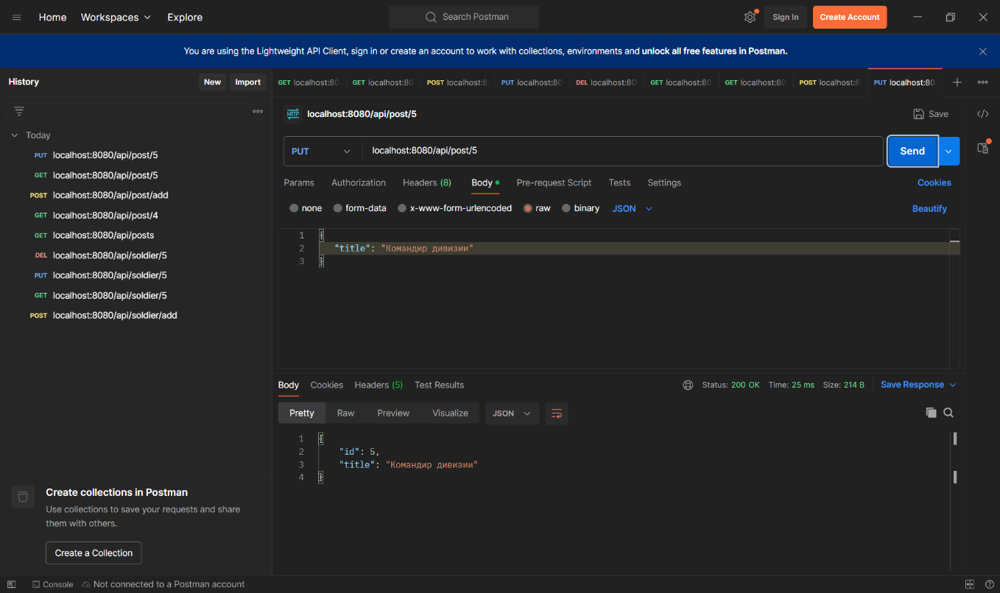 Home Workspaces Explore Search Postman Sign In Create Account
You are using the Lightweight API Client, sign in or create an account to work with collections, environments and unlock all free features in Postman.
History New Import
GET localhost:80 GET localhost:80 POST localhost:8 PUT localhost:80 DEL localhost:80 GET localhost:80 GET localhost:80 POST localhost:8 PUT localhost:80
Today
PUT localhost:8080/api/post/5
GET localhost:8080/api/post/5
POST localhost:8080/api/post/add
GET localhost:8080/api/post/4
GET localhost:8080/api/posts
DEL localhost:8080/api/soldier/5
PUT localhost:8080/api/soldier/5
GET localhost:8080/api/soldier/5
POST localhost:8080/api/soldier/add
Create collections in Postman
Use collections to save your requests and share
them with others.
Create a Collection
HTTP localhost:8080/api/post/5 Save
PUT localhost:8080/api/post/5 Send
Params Authorization Headers (8) Body Pre-request Script Tests Settings Cookies
none form-data x-www-form-urlencoded raw binary JSON Beautify
1 {
2 "title": "Командир дивизии"
3 }
Body Cookies Headers (5) Test Results Status: 200 OK Time: 25 ms Size: 214 B Save Response
Pretty Raw Preview Visualize JSON
1 {
2 "id": 5,
3 "title": "Командир дивизии"
4 }
Console Not connected to a Postman account